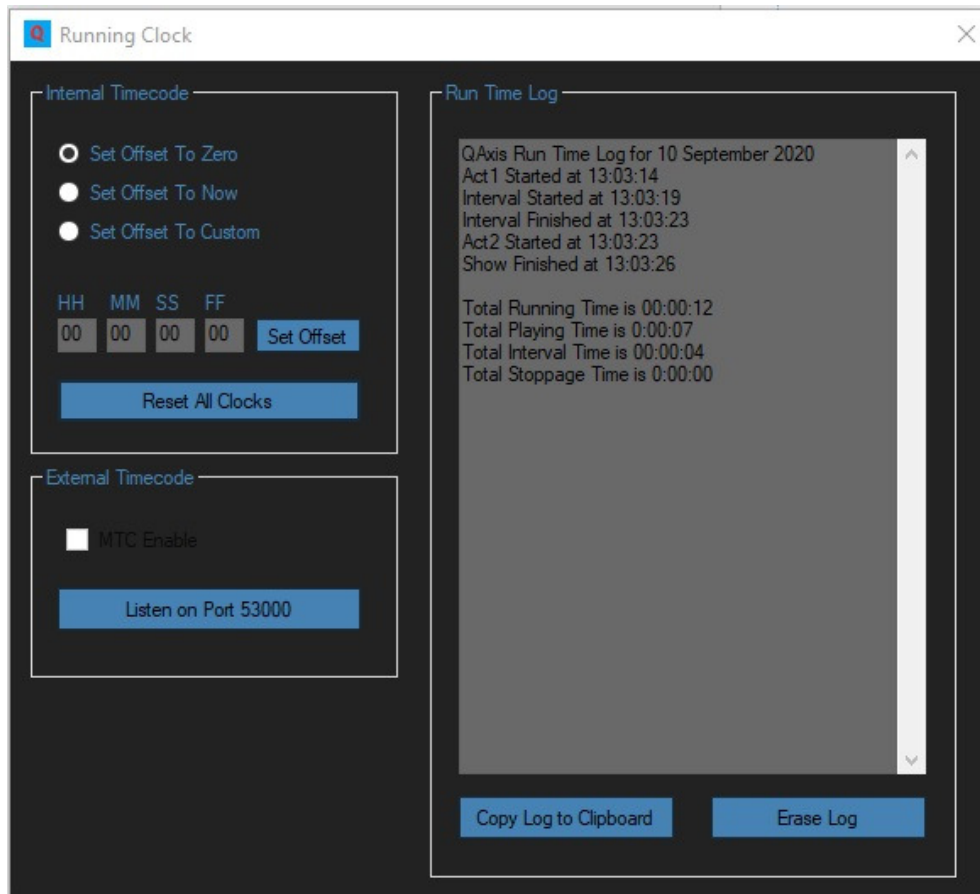 Q Running Clock
Internal Timecode
Set Offset To Zero
Set Offset To Now
Set Offset To Custom
HH MM SS FF
00 00 00 00 Set Offset
Reset All Clocks
External Timecode
MTC Enable
Listen on Port 53000
Run Time Log
QAxis Run Time Log for 10 September 2020
Act1 Started at 13:03:14
Interval Started at 13:03:19
Interval Finished at 13:03:23
Act2 Started at 13:03:23
Show Finished at 13:03:26
Total Running Time is 00:00:12
Total Playing Time is 0:00:07
Total Interval Time is 00:00:04
Total Stoppage Time is 0:00:00
Copy Log to Clipboard
Erase Log